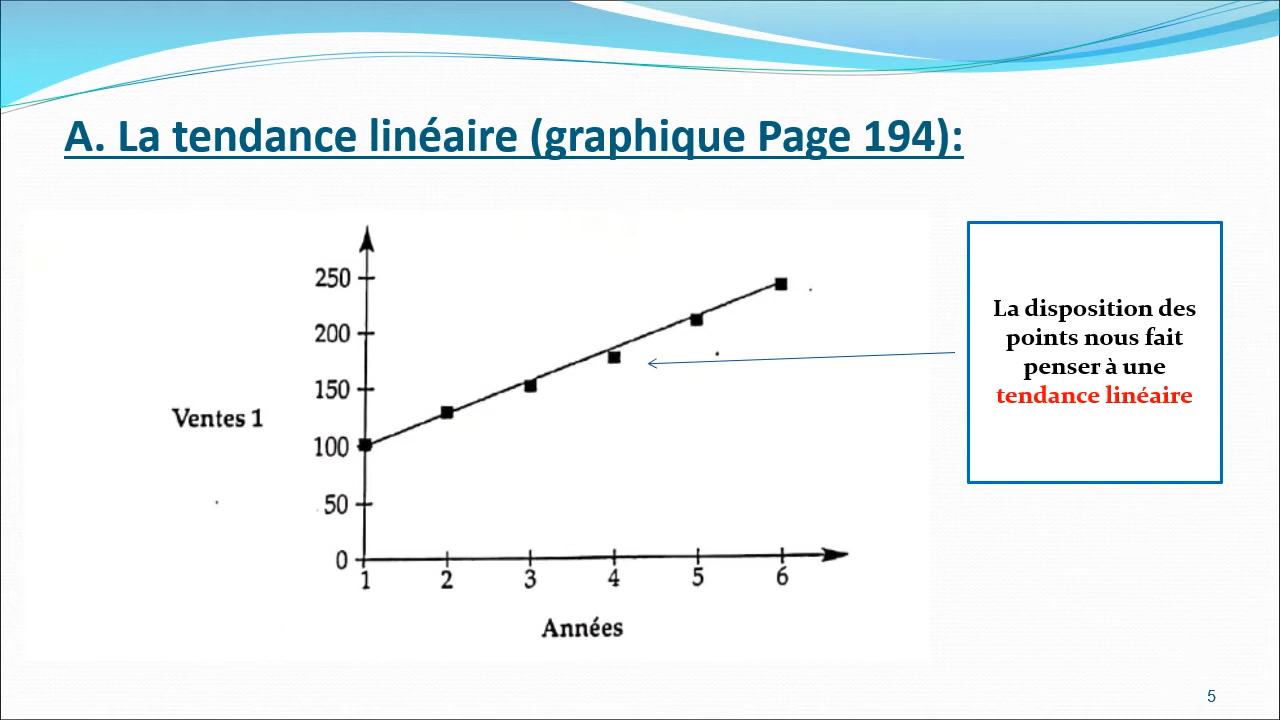 A. La tendance linéaire (graphique Page 194):
250
200
150
100
50
0
Ventes 1
1 2 3 4 5 6
Années
La disposition des
points nous fait
penser à une
tendance linéaire
5